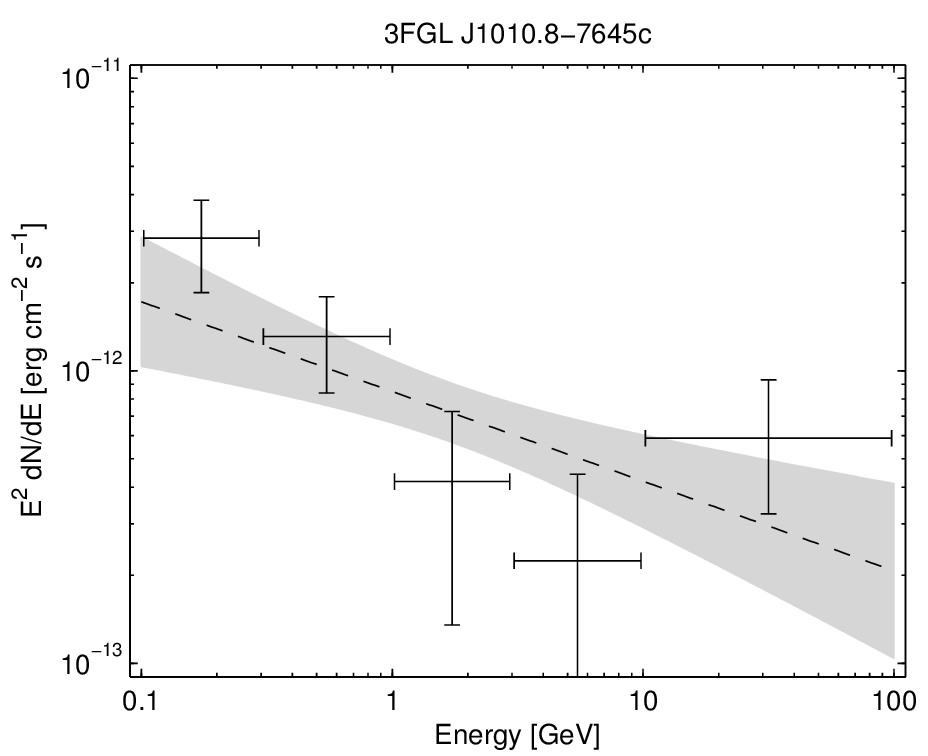 3FGL J1010.8−7645c
10⁻¹¹
10⁻¹²
10⁻¹³
E² dN/dE [erg cm⁻² s⁻¹]
0.1 1 10 100
Energy [GeV]